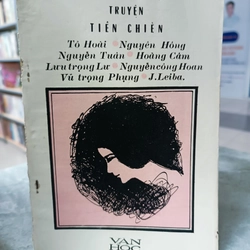 TRUYỆN
TIỀN CHIẾN
Tô Hoài * Nguyên Hồng
Nguyễn Tuân * Hoàng Cầm
Lưu trọng Lư * Nguyễn công Hoan
Vũ trọng Phụng * J. Leiba.
VĂN
HỌC